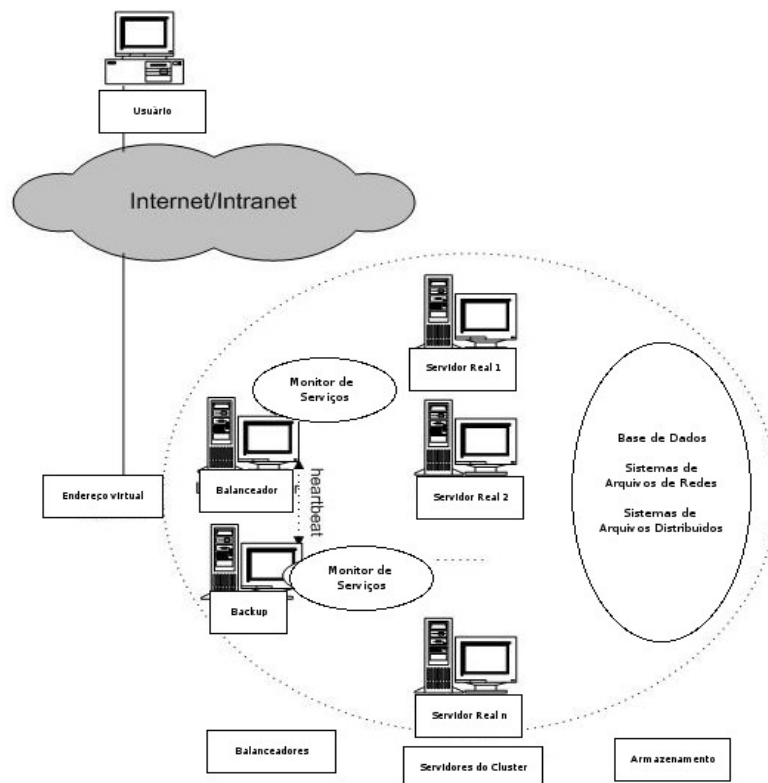 Usuário
Internet/Intranet
Servidor Real 1
Monitor de
Serviços
Base de Dados
Sistemas de
Arquivos de Redes
Sistemas de
Arquivos Distribuidos
Endereço virtual
Balanceador
heartbeat
Servidor Real 2
Monitor de
Serviços
Backup
Servidor Real n
Balanceadores
Servidores do Cluster
Armazenamento